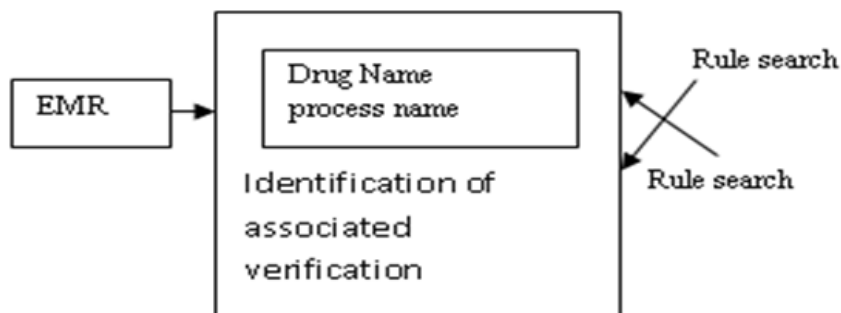 EMR
Drug Name
process name
Identification of
associated
verification
Rule search
Rule search